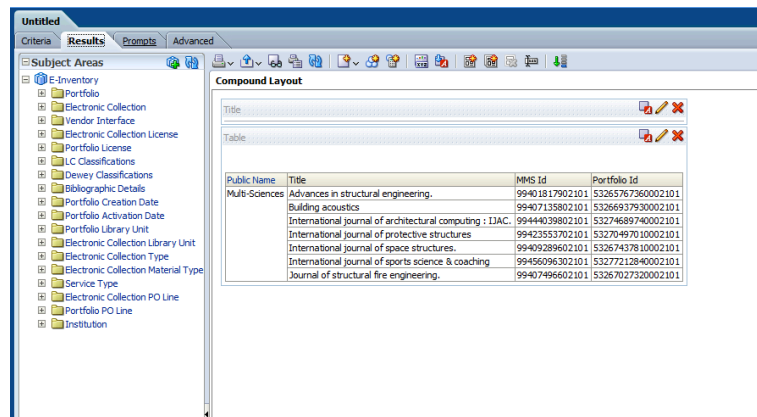 Untitled
Criteria Results Prompts Advanced
Subject Areas
E-Inventory
Portfolio
Electronic Collection
Vendor Interface
Electronic Collection License
Portfolio License
LC Classifications
Dewey Classifications
Bibliographic Details
Portfolio Creation Date
Portfolio Activation Date
Portfolio Library Unit
Electronic Collection Library Unit
Electronic Collection Type
Electronic Collection Material Type
Service Type
Electronic Collection PO Line
Portfolio PO Line
Institution
Compound Layout
Title
Table
Public Name Title MMS Id Portfolio Id
Multi-Sciences Advances in structural engineering. 99401817902101 53265767360002101
Building acoustics 99407135802101 53266937930002101
International journal of architectural computing : IJAC. 99444039802101 53274689740002101
International journal of protective structures 99423553702101 53270497010002101
International journal of space structures. 99409289602101 53267437810002101
International journal of sports science & coaching 99456096302101 53277212840002101
Journal of structural fire engineering. 99407496602101 53267027320002101